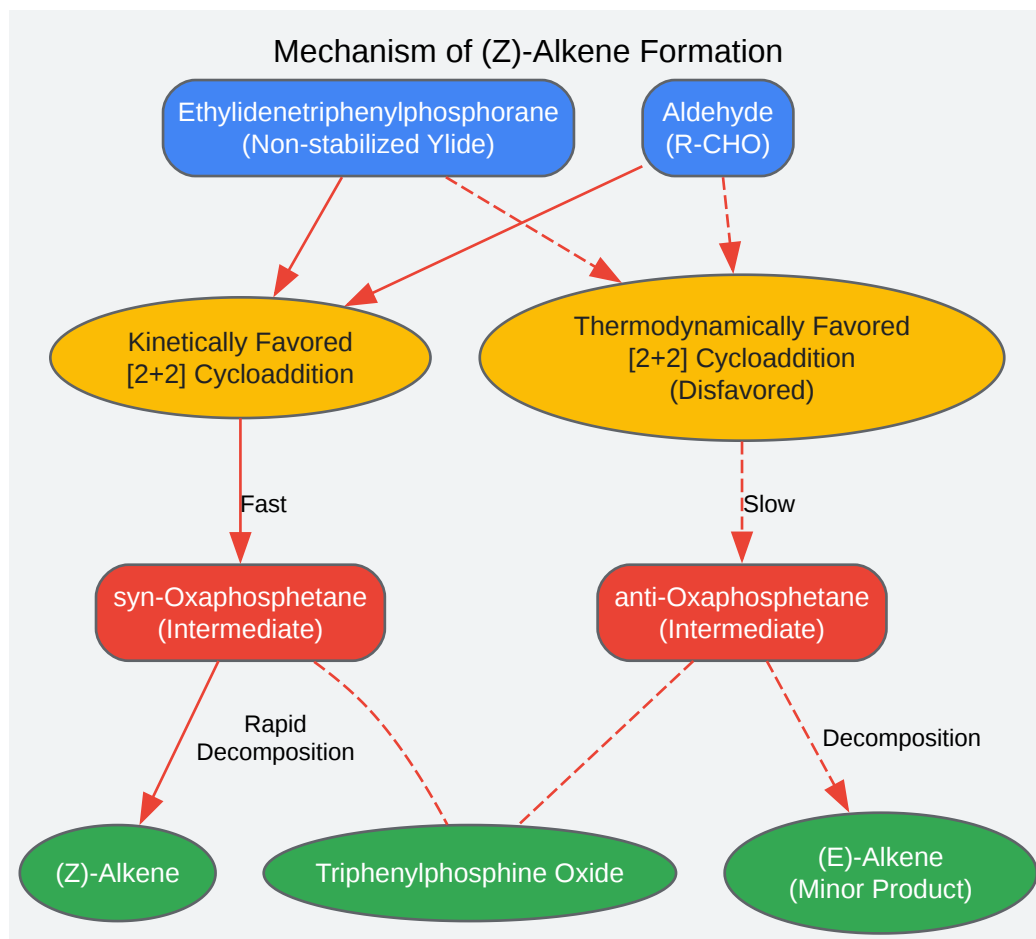 Mechanism of (Z)-Alkene Formation
Ethylidenetriphenylphosphorane
(Non-stabilized Ylide)
Aldehyde
(R-CHO)
Kinetically Favored
[2+2] Cycloaddition
Thermodynamically Favored
[2+2] Cycloaddition
(Disfavored)
Fast
Slow
syn-Oxaphosphetane
(Intermediate)
anti-Oxaphosphetane
(Intermediate)
Rapid
Decomposition
Decomposition
(Z)-Alkene
Triphenylphosphine Oxide
(E)-Alkene
(Minor Product)